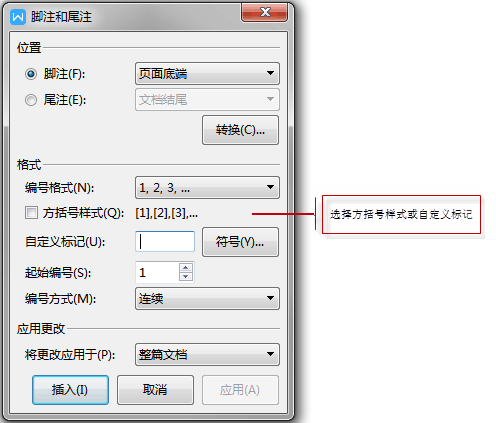 脚注和尾注
位置
脚注(F): 页面底端
尾注(E): 文档结尾
转换(C)...
格式
编号格式(N): 1, 2, 3, ...
方括号样式(Q): [1],[2],[3],...
选择方括号样式或自定义标记
自定义标记(U): 符号(Y)...
起始编号(S): 1
编号方式(M): 连续
应用更改
将更改应用于(P): 整篇文档
插入(I) 取消 应用(A)